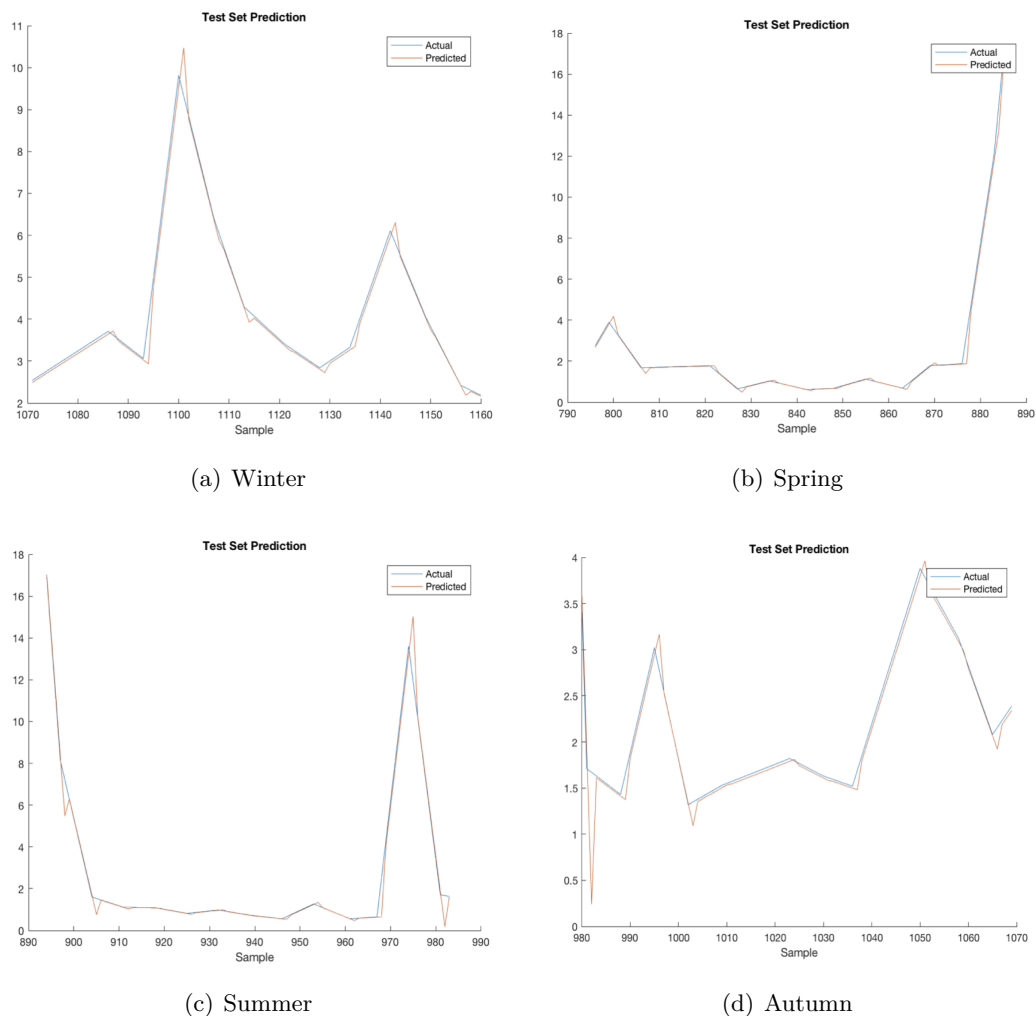 Test Set Prediction
Actual
Predicted
11
10
9
8
7
6
5
4
3
2
1070 1080 1090 1100 1110 1120 1130 1140 1150 1160
Sample
(a) Winter
Test Set Prediction
Actual
Predicted
18
16
14
12
10
8
6
4
2
0
790 800 810 820 830 840 850 860 870 880 890
Sample
(b) Spring
Test Set Prediction
Actual
Predicted
18
16
14
12
10
8
6
4
2
0
890 900 910 920 930 940 950 960 970 980 990
Sample
(c) Summer
Test Set Prediction
Actual
Predicted
4
3.5
3
2.5
2
1.5
1
0.5
0
980 990 1000 1010 1020 1030 1040 1050 1060 1070
Sample
(d) Autumn